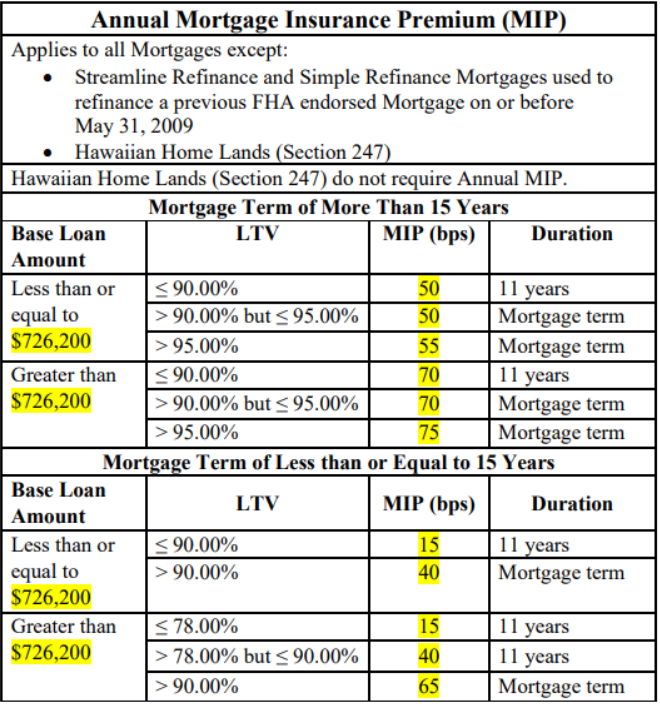 Annual Mortgage Insurance Premium (MIP)
Applies to all Mortgages except:
• Streamline Refinance and Simple Refinance Mortgages used to
refinance a previous FHA endorsed Mortgage on or before
May 31, 2009
• Hawaiian Home Lands (Section 247)
Hawaiian Home Lands (Section 247) do not require Annual MIP.
Mortgage Term of More Than 15 Years
Base Loan Amount LTV MIP (bps) Duration
Less than or equal to $726,200 ≤ 90.00% 50 11 years
> 90.00% but ≤ 95.00% 50 Mortgage term
> 95.00% 55 Mortgage term
Greater than $726,200 ≤ 90.00% 70 11 years
> 90.00% but ≤ 95.00% 70 Mortgage term
> 95.00% 75 Mortgage term
Mortgage Term of Less than or Equal to 15 Years
Base Loan Amount LTV MIP (bps) Duration
Less than or equal to $726,200 ≤ 90.00% 15 11 years
> 90.00% 40 Mortgage term
Greater than $726,200 ≤ 78.00% 15 11 years
> 78.00% but ≤ 90.00% 40 11 years
> 90.00% 65 Mortgage term